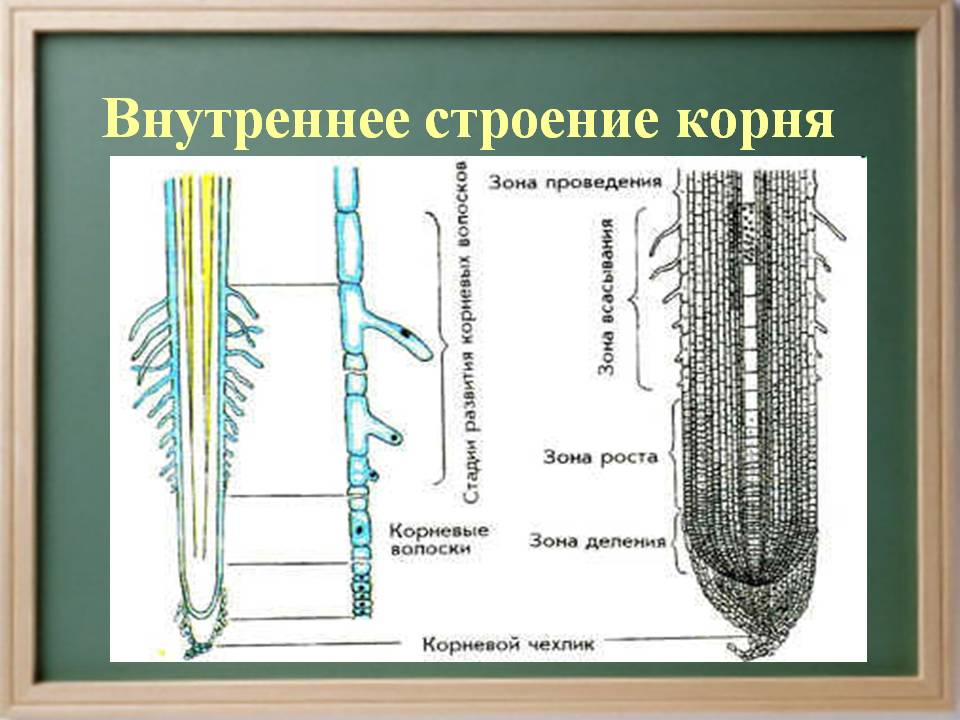 Внутреннее строение корня
Стадии развития корневых волосков
Корневые
волоски
Зона проведения
Зона всасывания
Зона роста
Зона деления
Корневой чехлик